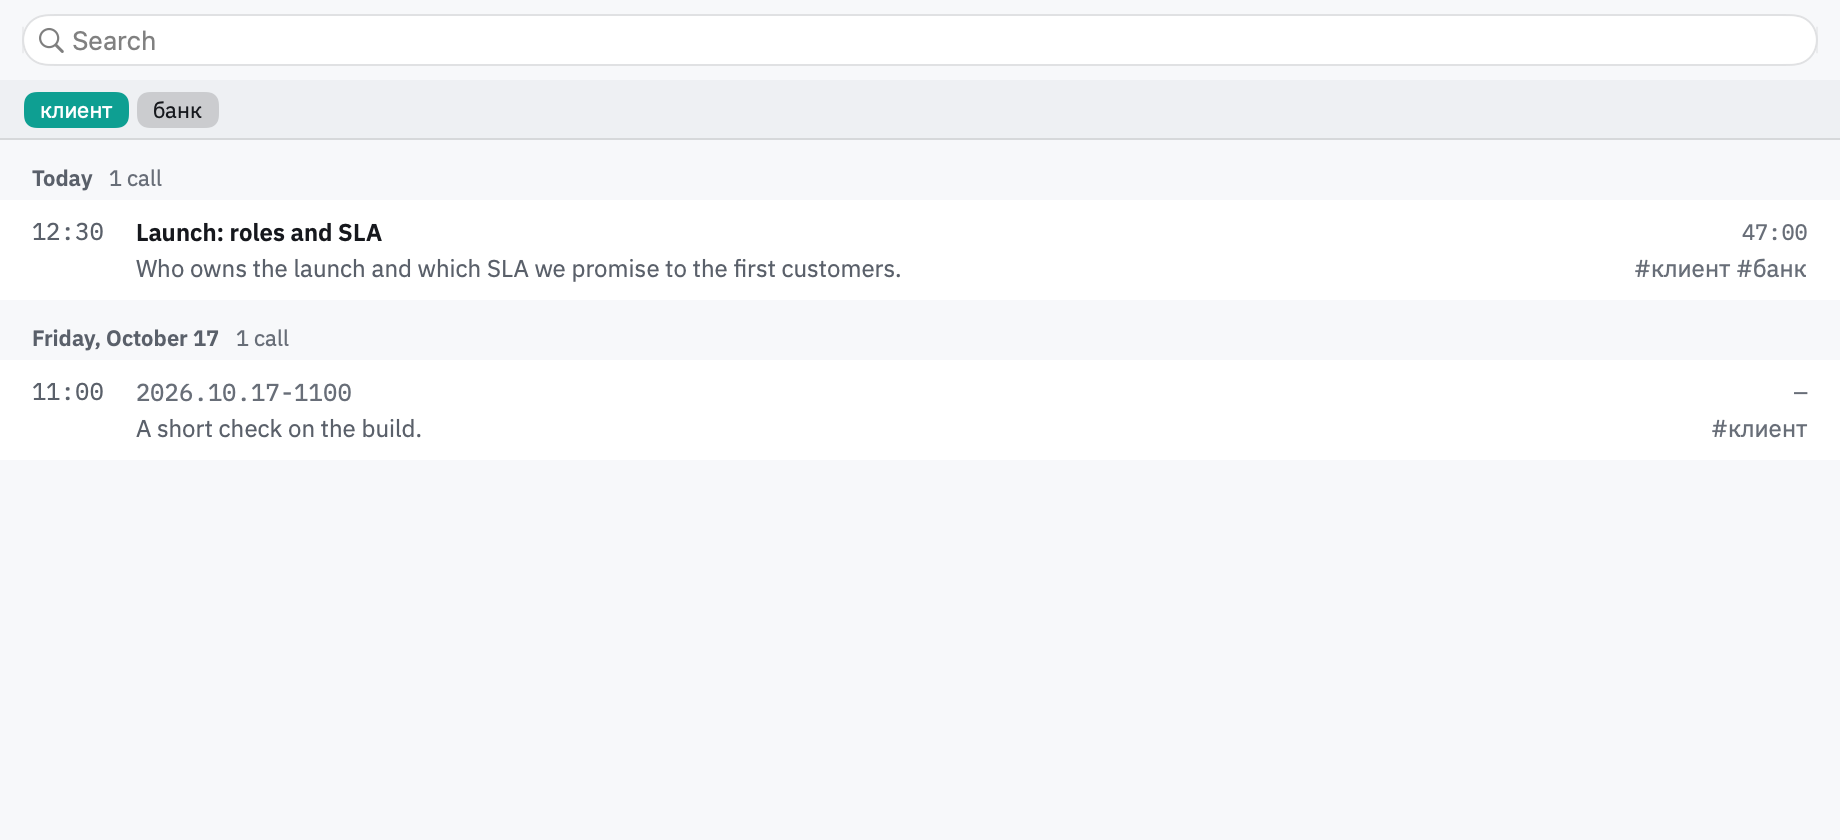 Search
клиент банк
Today 1 call
12:30 Launch: roles and SLA 47:00
Who owns the launch and which SLA we promise to the first customers. #клиент #банк
Friday, October 17 1 call
11:00 2026.10.17-1100 —
A short check on the build. #клиент